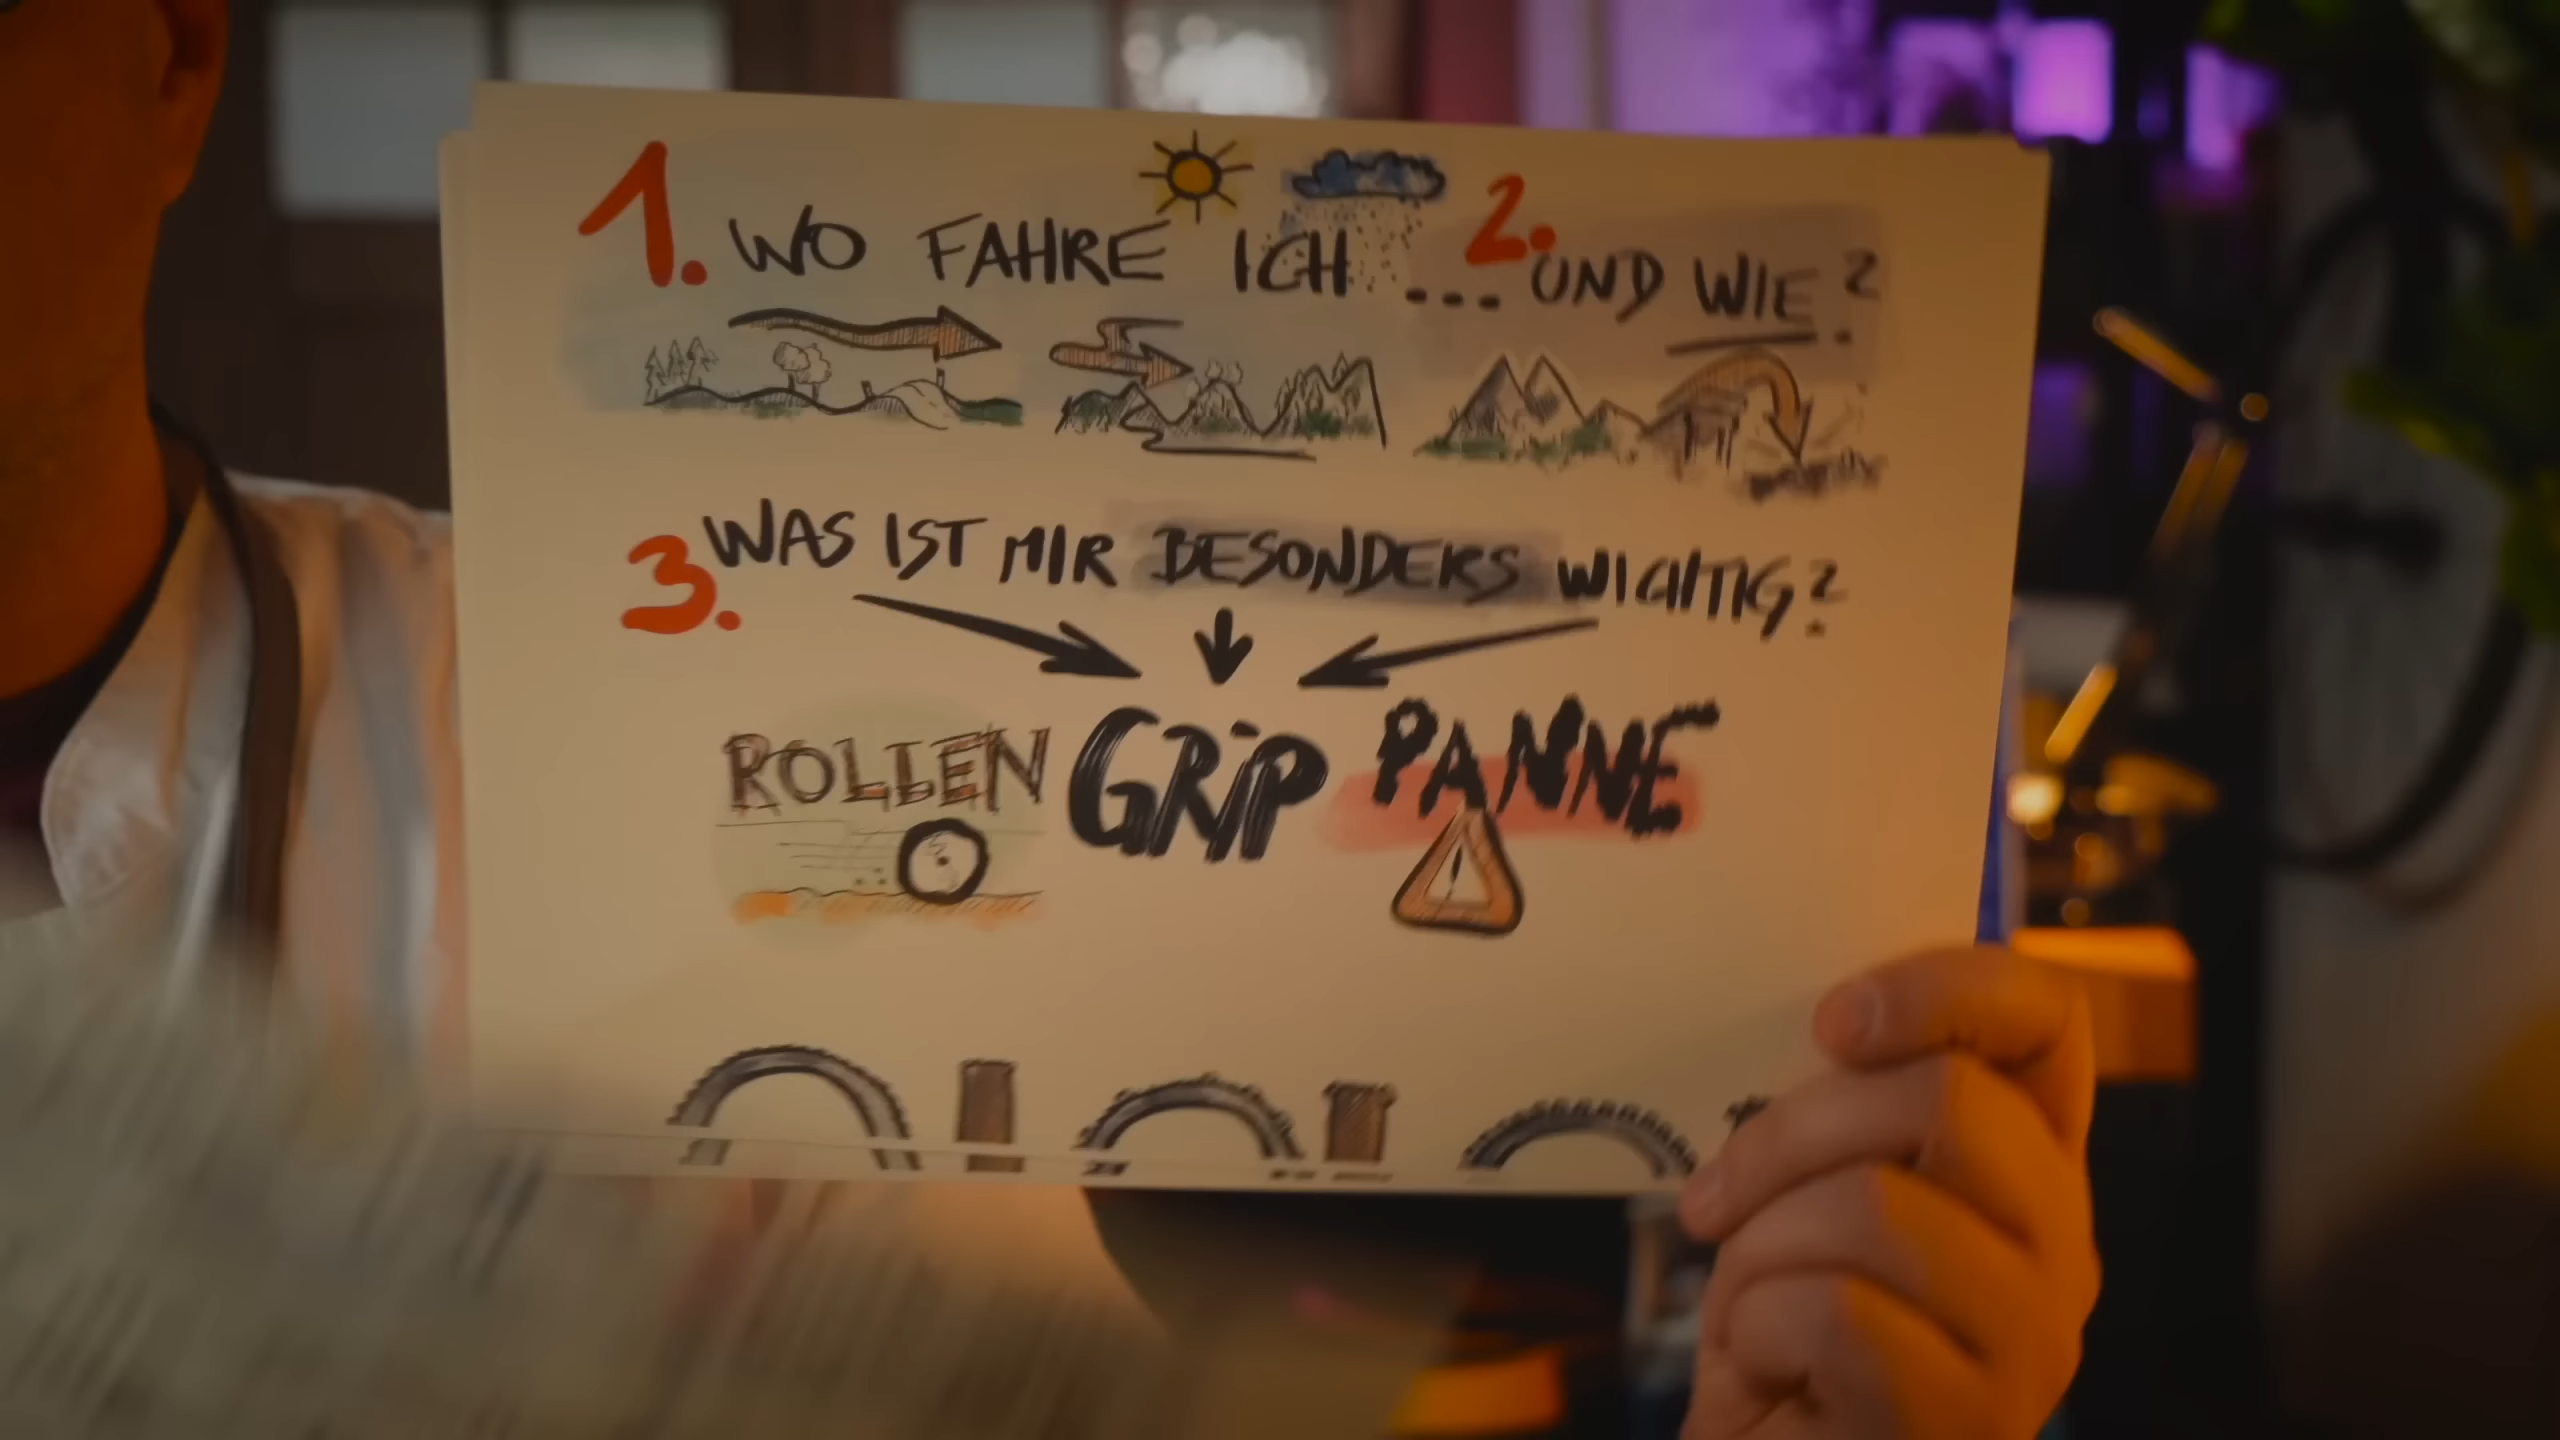 1. WO FAHRE ICH ... 2. UND WIE?
3. WAS IST MIR BESONDERS WICHTIG?
ROLLEN GRIP PANNE